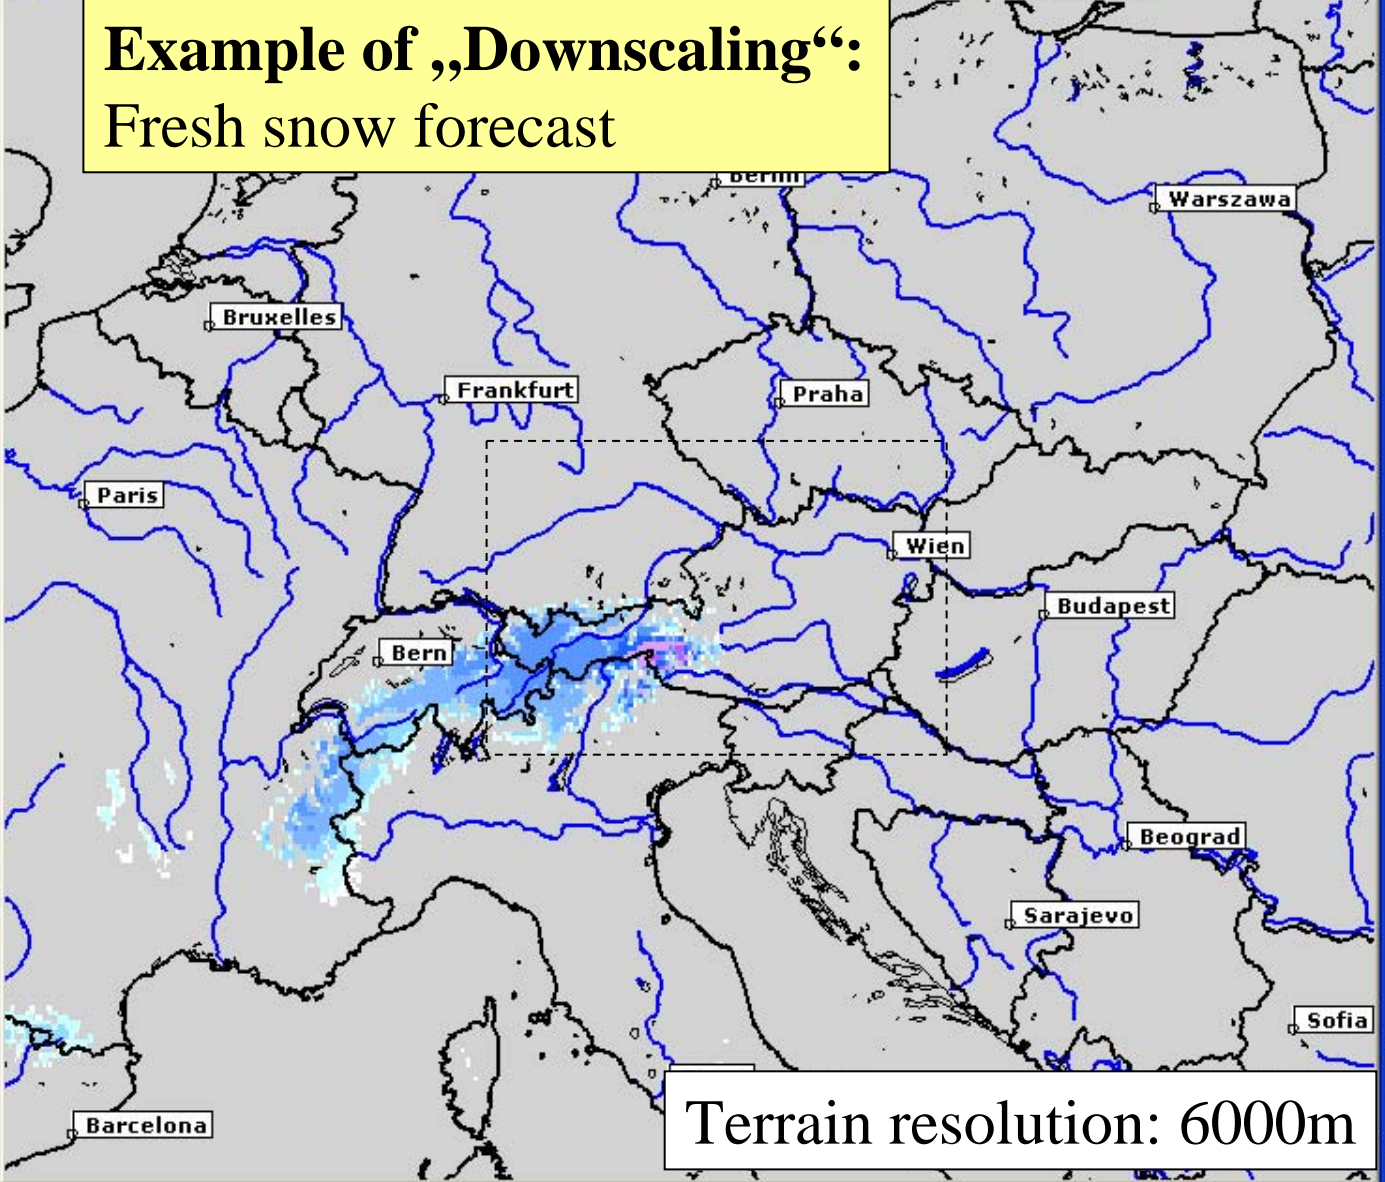 Example of „Downscaling“:
Fresh snow forecast
Berlin
Warszawa
Bruxelles
Frankfurt
Praha
Paris
Wien
Budapest
Bern
Beograd
Sarajevo
Sofia
Barcelona
Terrain resolution: 6000m